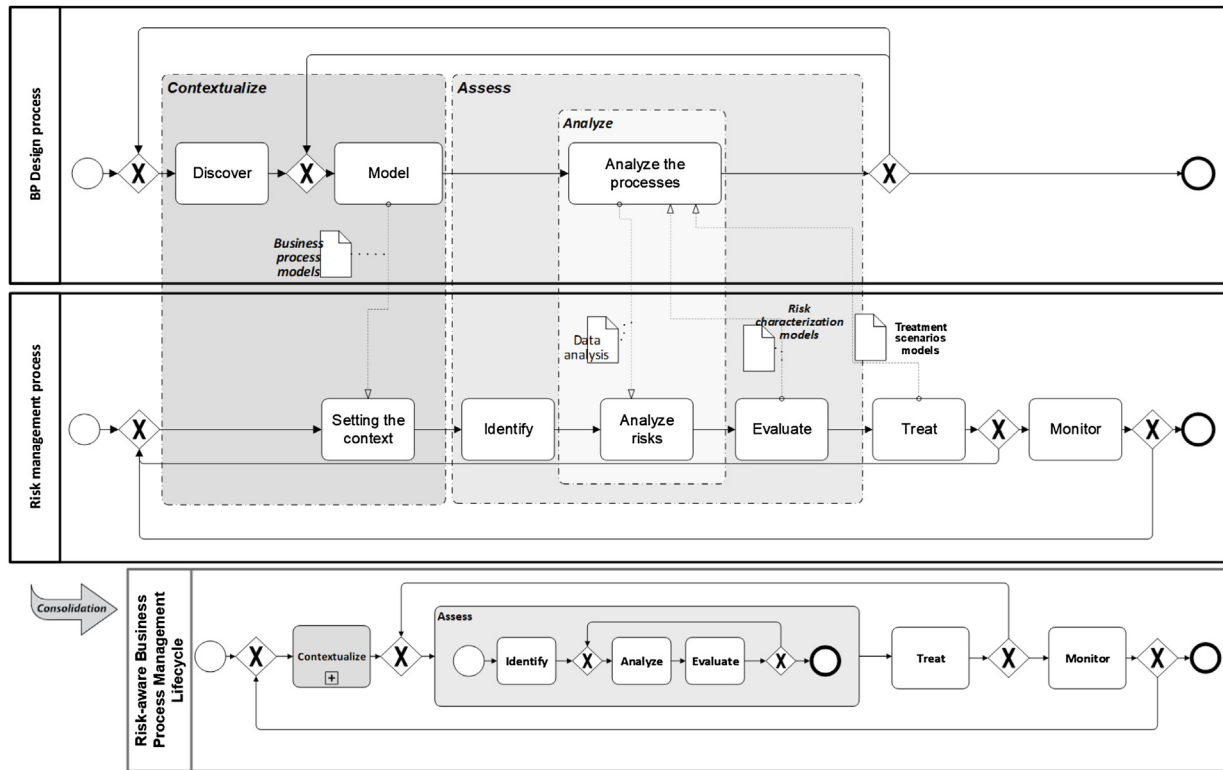 BP Design process
Contextualize
Assess
Analyze
X
Discover
X
Model
Analyze the
processes
X
Business
process
models
Risk management process
Risk
characterization
models
Treatment
scenarios
models
Data
analysis
X
Setting the
context
Identify
Analyze
risks
Evaluate
Treat
X
Monitor
X
Consolidation
Risk-aware Business
Process Management
Lifecycle
Assess
X
Contextualize
X
Identify
X
Analyze
Evaluate
X
Treat
X
Monitor
X